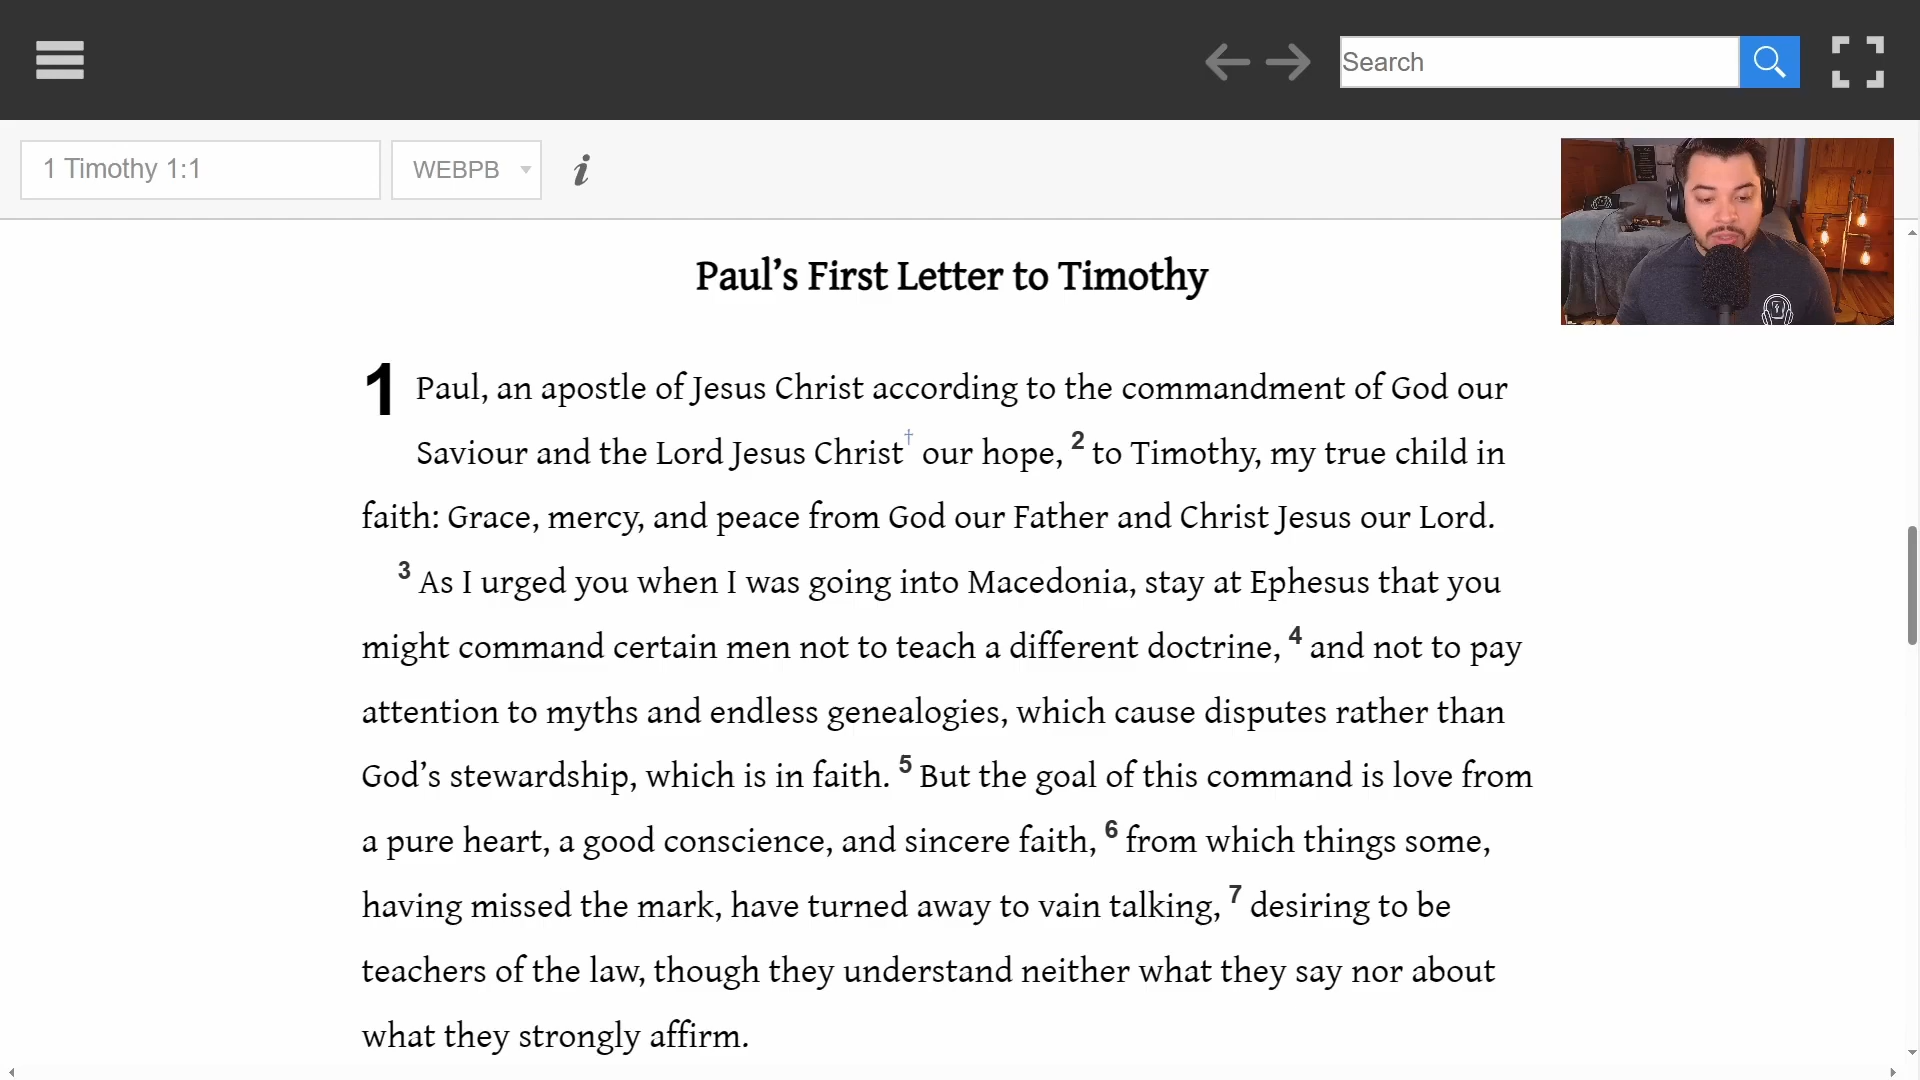 Search
1 Timothy 1:1
WEBPB
i
Paul’s First Letter to Timothy
1 Paul, an apostle of Jesus Christ according to the commandment of God our
Saviour and the Lord Jesus Christ† our hope, 2 to Timothy, my true child in
faith: Grace, mercy, and peace from God our Father and Christ Jesus our Lord.
3 As I urged you when I was going into Macedonia, stay at Ephesus that you
might command certain men not to teach a different doctrine, 4 and not to pay
attention to myths and endless genealogies, which cause disputes rather than
God’s stewardship, which is in faith. 5 But the goal of this command is love from
a pure heart, a good conscience, and sincere faith, 6 from which things some,
having missed the mark, have turned away to vain talking, 7 desiring to be
teachers of the law, though they understand neither what they say nor about
what they strongly affirm.